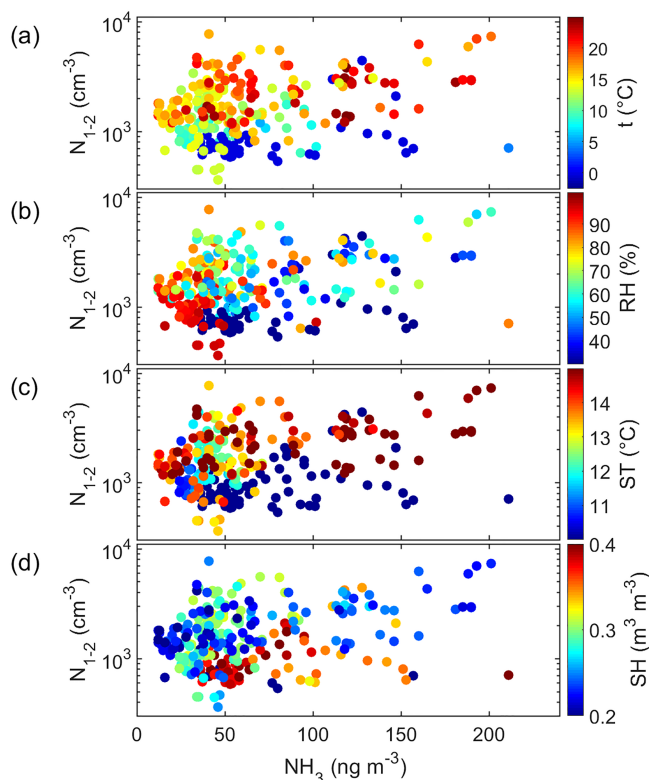 (a)
N1-2 (cm-3)
10^4
10^3
20
15
10
5
0
t (°C)
(b)
N1-2 (cm-3)
10^4
10^3
90
80
70
60
50
40
RH (%)
(c)
N1-2 (cm-3)
10^4
10^3
14
13
12
11
ST (°C)
(d)
N1-2 (cm-3)
10^4
10^3
0.4
0.3
0.2
SH (m3 m-3)
0 50 100 150 200
NH3 (ng m-3)